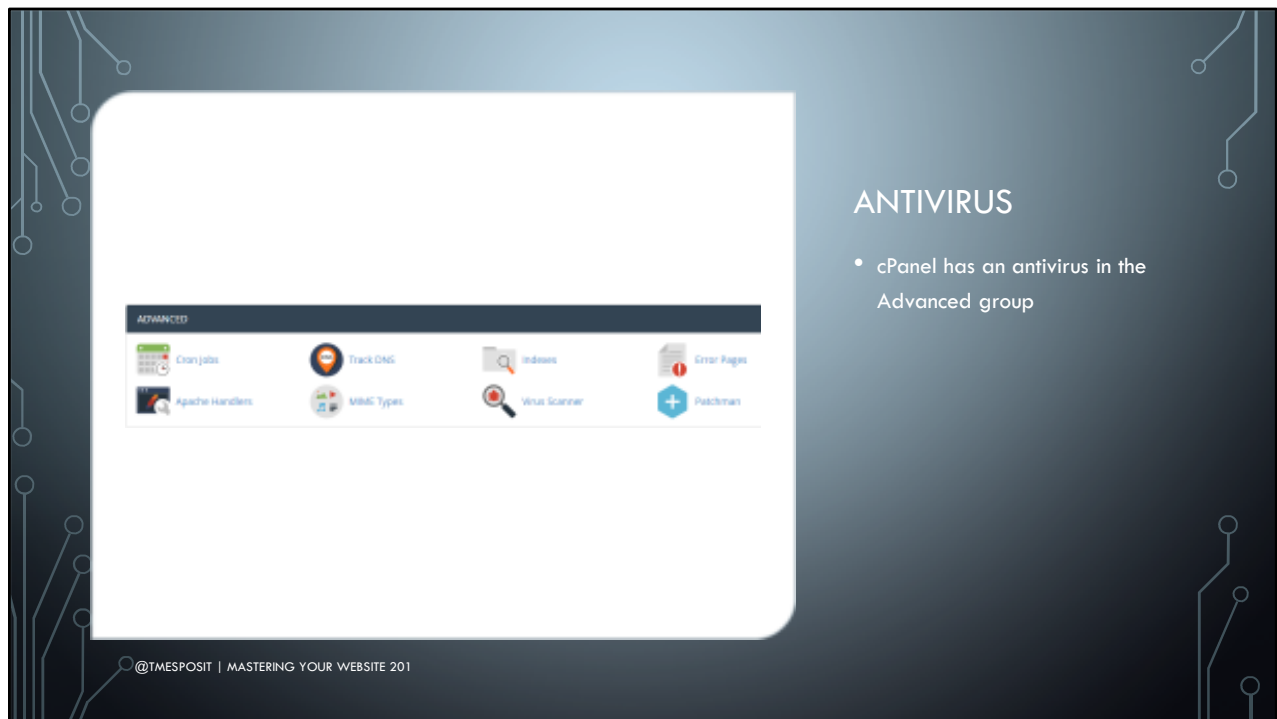 ADVANCED
Cron Jobs
Track DNS
Indexes
Error Pages
Apache Handlers
MIME Types
Virus Scanner
Patchman
ANTIVIRUS
• cPanel has an antivirus in the
Advanced group
@TMESPOSIT | MASTERING YOUR WEBSITE 201